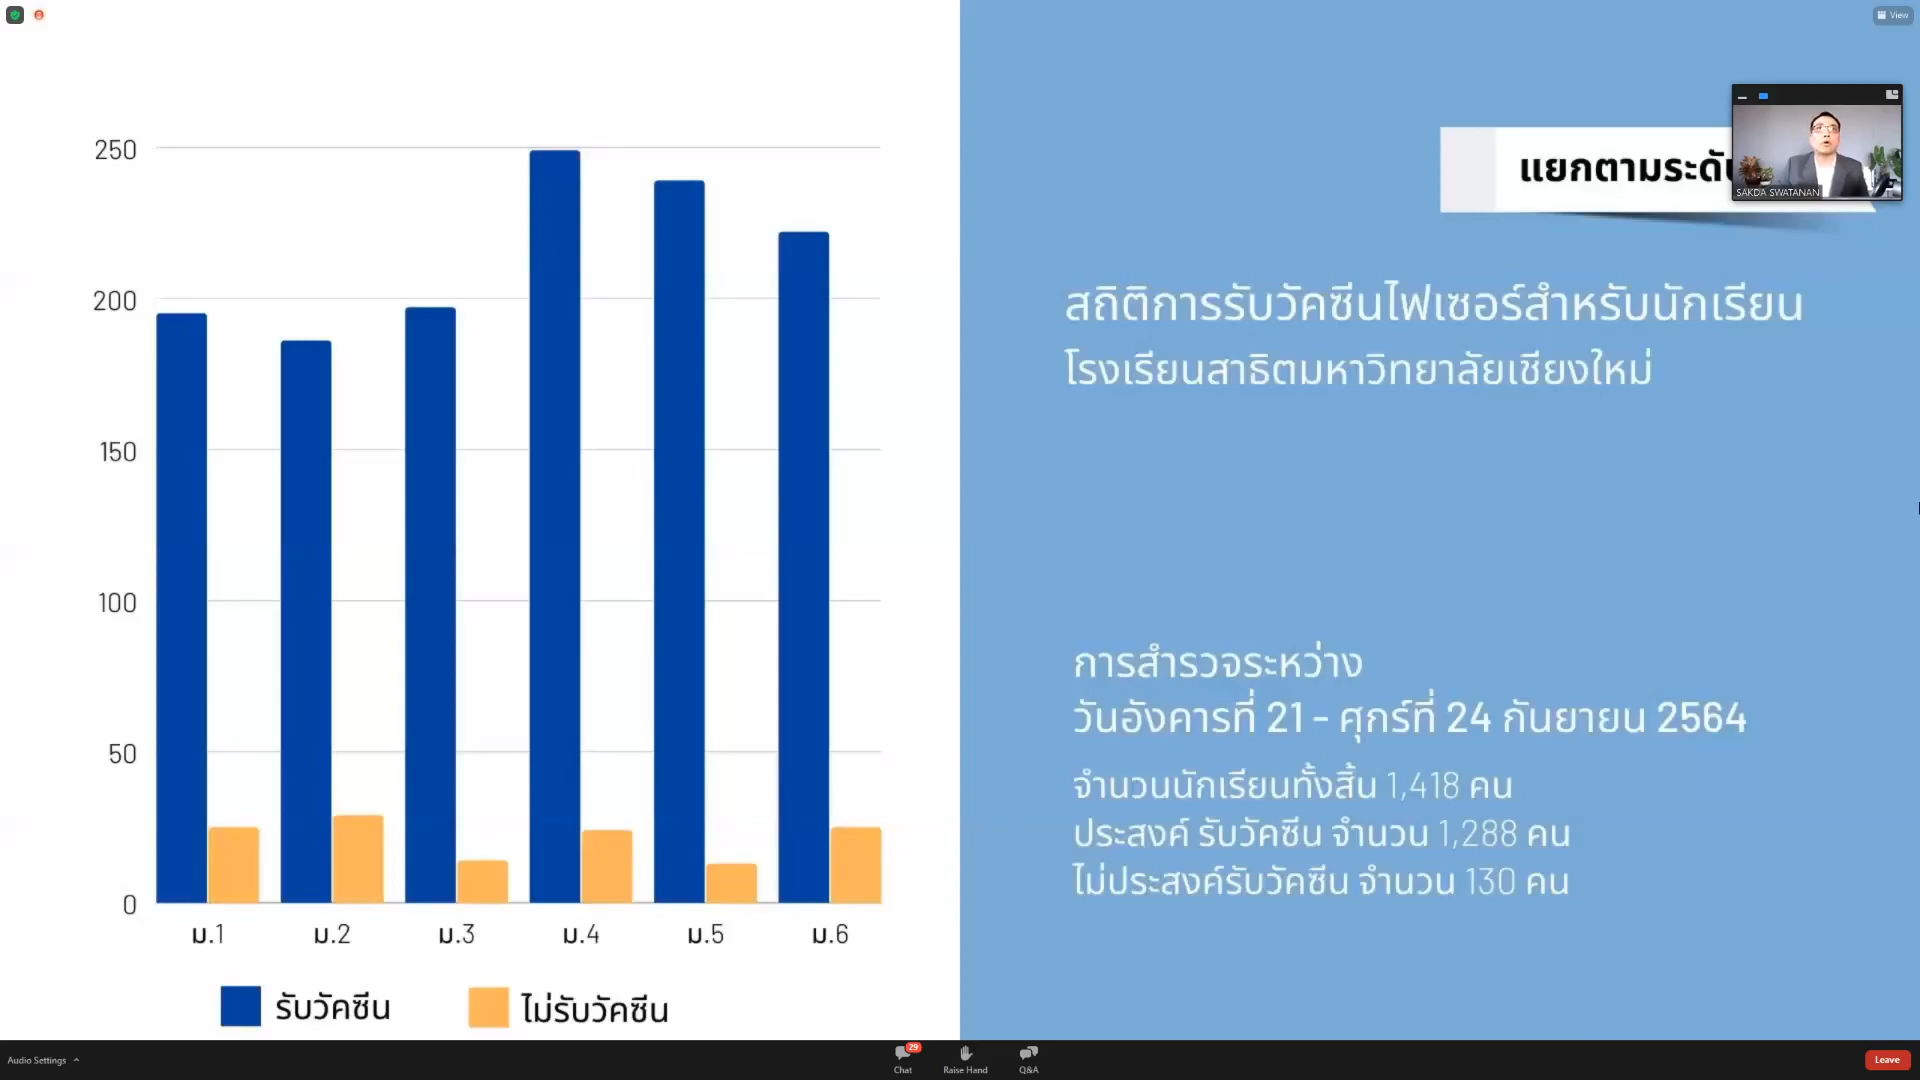 View
250
200
150
100
50
0
ม.1 ม.2 ม.3 ม.4 ม.5 ม.6
รับวัคซีน ไม่รับวัคซีน
SAKDA SWATANAN
สถิติการรับวัคซีนไฟเซอร์สำหรับนักเรียน
โรงเรียนสาธิตมหาวิทยาลัยเชียงใหม่
การสำรวจระหว่าง
วันอังคารที่ 21 - ศุกร์ที่ 24 กันยายน 2564
จำนวนนักเรียนทั้งสิ้น 1,418 คน
ประสงค์ รับวัคซีน จำนวน 1,288 คน
ไม่ประสงค์รับวัคซีน จำนวน 130 คน
Audio Settings
29
Chat Raise Hand Q&A
Leave